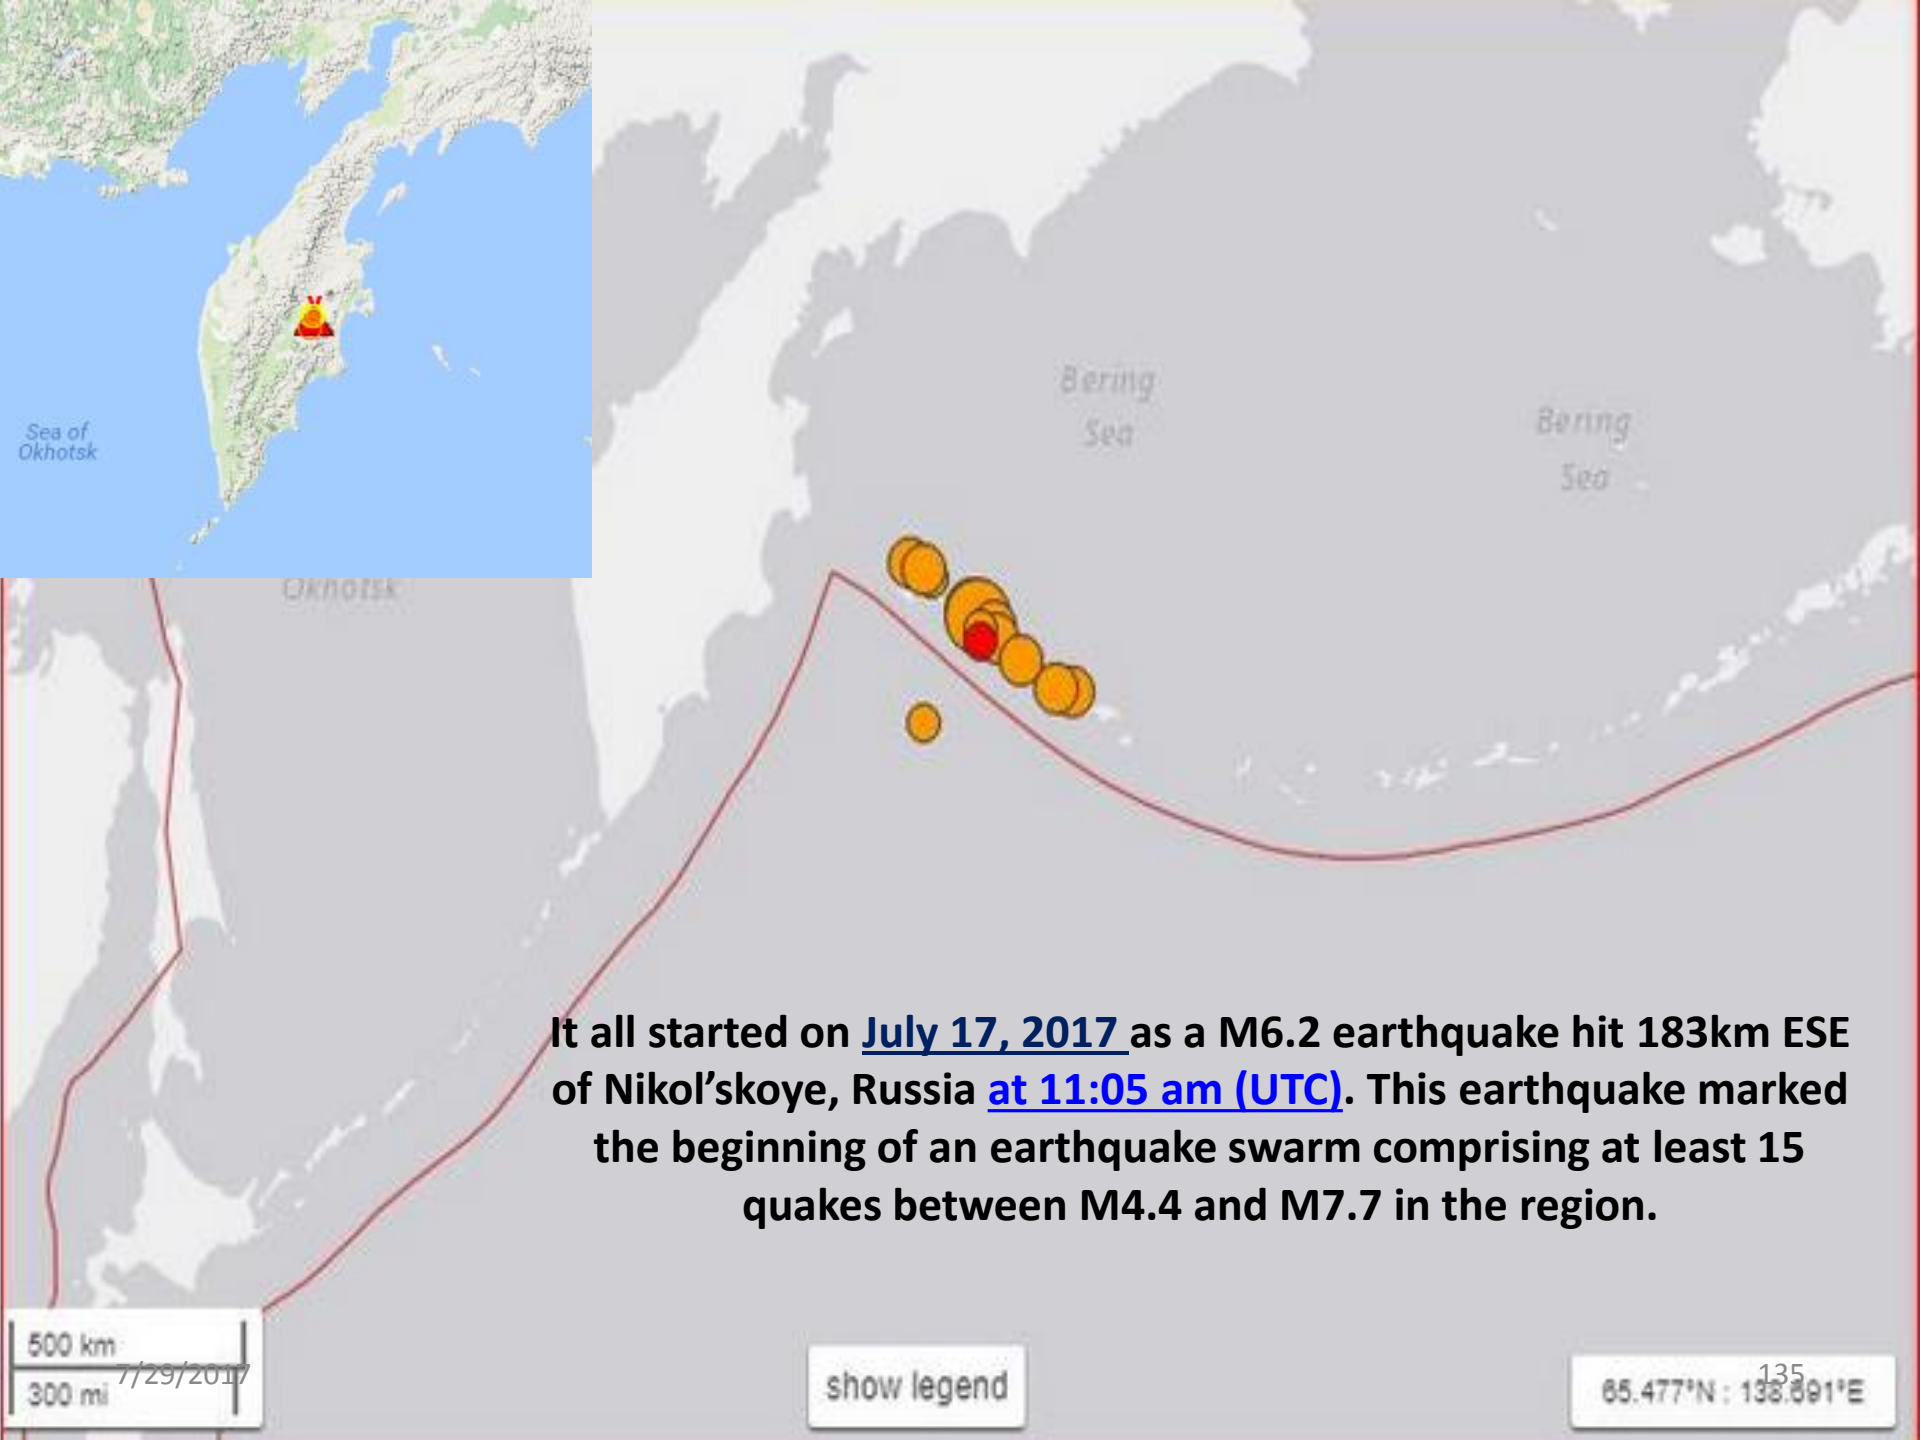 Sea of
Okhotsk
Okhotsk
Bering
Sea
Bering
Sea
It all started on July 17, 2017 as a M6.2 earthquake hit 183km ESE
of Nikol’skoye, Russia at 11:05 am (UTC). This earthquake marked
the beginning of an earthquake swarm comprising at least 15
quakes between M4.4 and M7.7 in the region.
500 km
300 mi
7/29/2017
show legend
135
65.477°N : 138.691°E